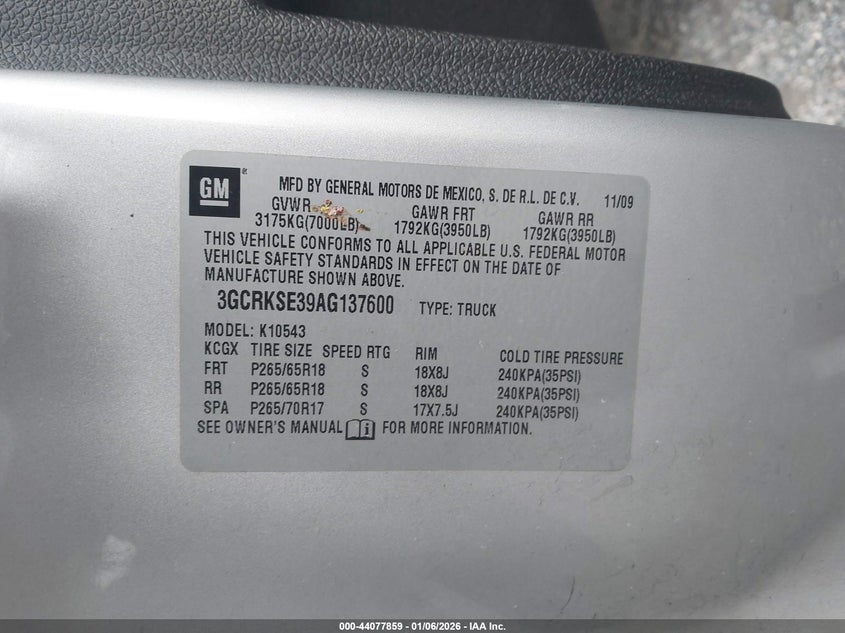 GM® MFD BY GENERAL MOTORS DE MEXICO, S. DE R.L. DE C.V. 11/09
GVWR GAWR FRT GAWR RR
3175KG(7000LB) 1792KG(3950LB) 1792KG(3950LB)
THIS VEHICLE CONFORMS TO ALL APPLICABLE U.S. FEDERAL MOTOR
VEHICLE SAFETY STANDARDS IN EFFECT ON THE DATE OF
MANUFACTURE SHOWN ABOVE.
3GCRKSE39AG137600 TYPE: TRUCK
MODEL: K10543
KCGX TIRE SIZE SPEED RTG RIM COLD TIRE PRESSURE
FRT P265/65R18 S 18X8J 240KPA(35PSI)
RR P265/65R18 S 18X8J 240KPA(35PSI)
SPA P265/70R17 S 17X7.5J 240KPA(35PSI)
SEE OWNER'S MANUAL i FOR MORE INFORMATION.
000-44077859 - 01/06/2026 - IAA Inc.